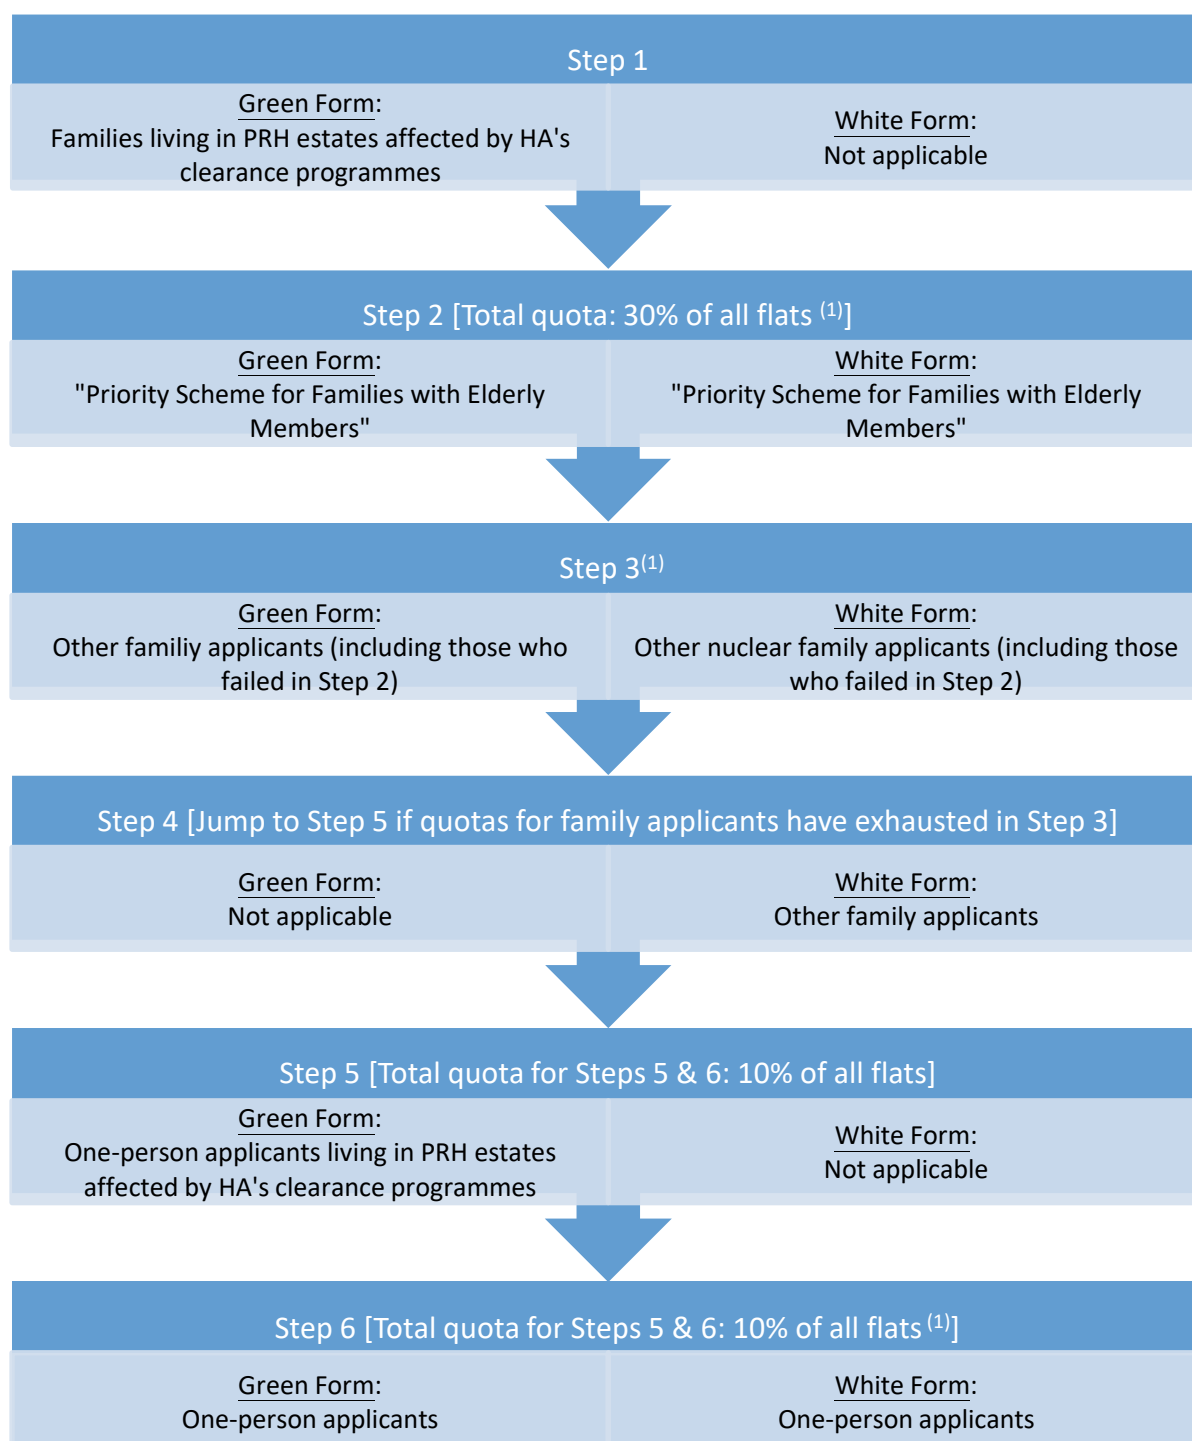 Step 1
Green Form:
Families living in PRH estates affected by HA's
clearance programmes
White Form:
Not applicable
Step 2 [Total quota: 30% of all flats (1)]
Green Form:
"Priority Scheme for Families with Elderly
Members"
White Form:
"Priority Scheme for Families with Elderly
Members"
Step 3(1)
Green Form:
Other familiy applicants (including those who
failed in Step 2)
White Form:
Other nuclear family applicants (including those
who failed in Step 2)
Step 4 [Jump to Step 5 if quotas for family applicants have exhausted in Step 3]
Green Form:
Not applicable
White Form:
Other family applicants
Step 5 [Total quota for Steps 5 & 6: 10% of all flats]
Green Form:
One-person applicants living in PRH estates
affected by HA's clearance programmes
White Form:
Not applicable
Step 6 [Total quota for Steps 5 & 6: 10% of all flats (1)]
Green Form:
One-person applicants
White Form:
One-person applicants